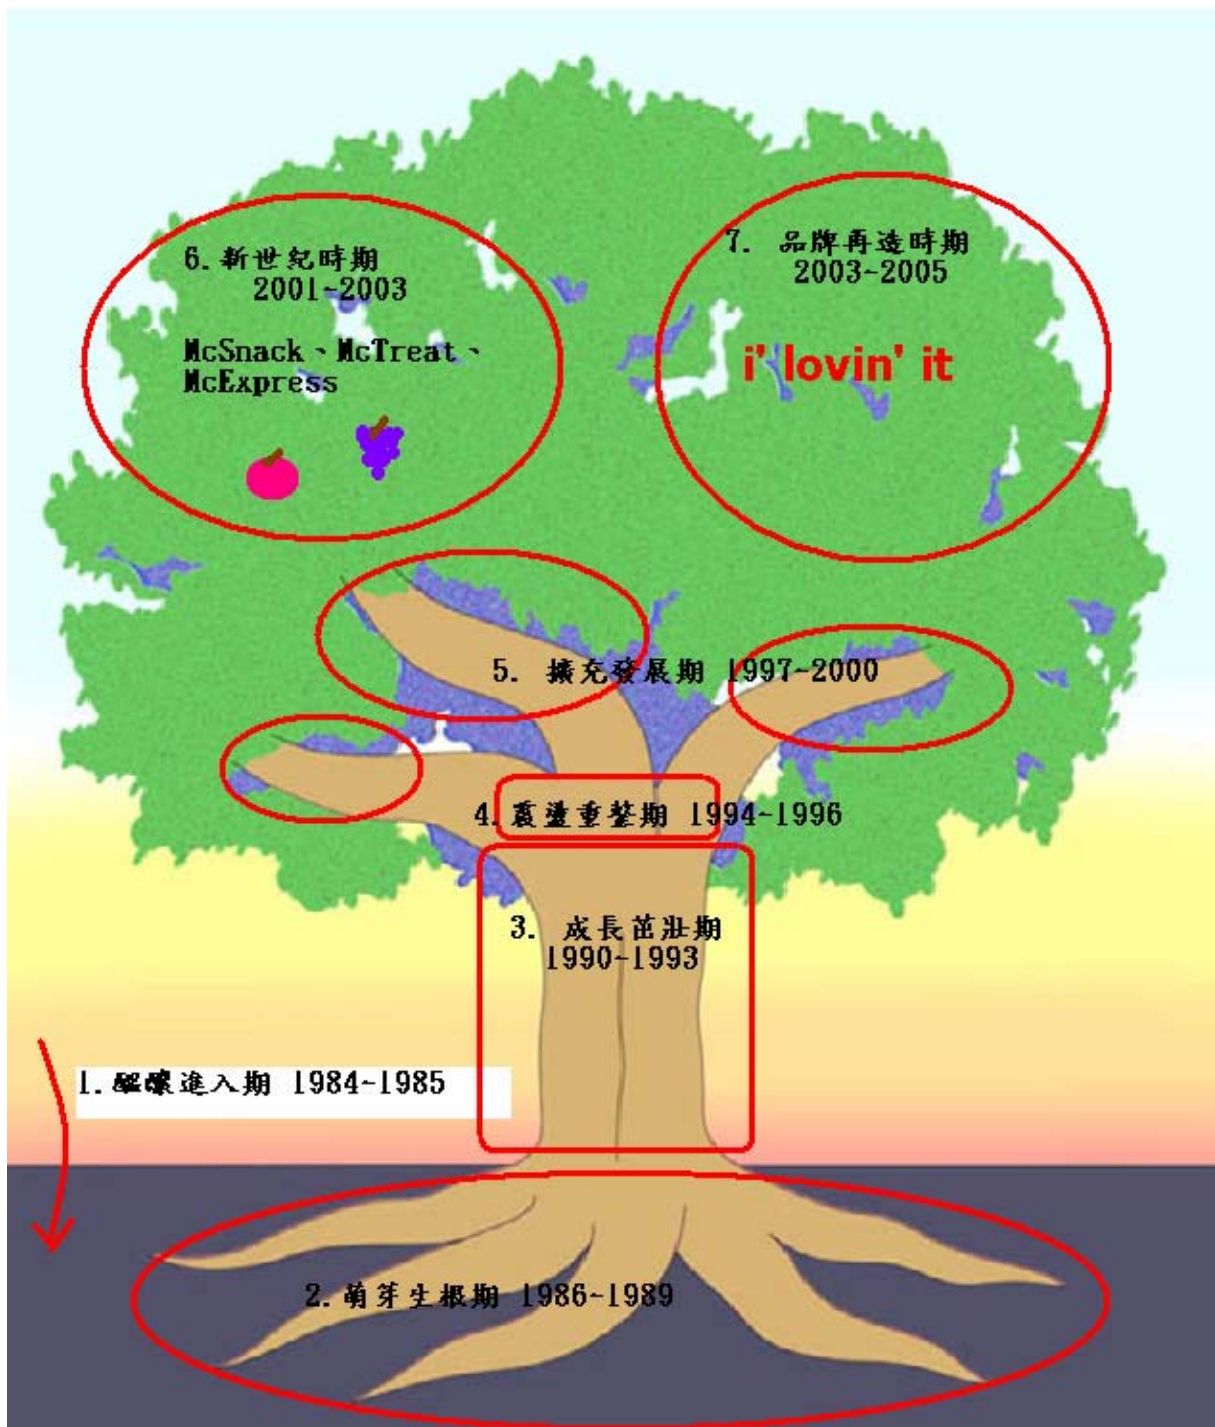 6.新世紀時期
2001~2003
McSnack、McTreat、
McExpress
7. 品牌再造時期
2003~2005
i' lovin' it
5. 擴充發展期 1997~2000
4.震盪重整期 1994~1996
3. 成長茁壯期
1990~1993
1.醞釀進入期 1984~1985
2.萌芽生根期 1986~1989